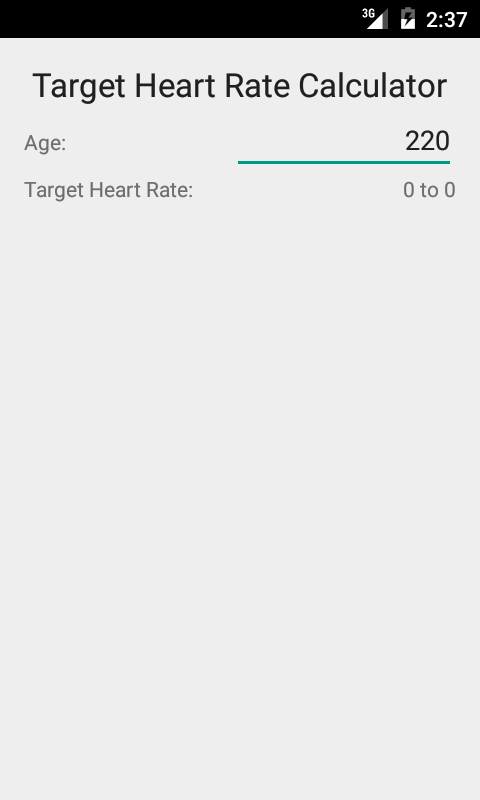 3G 2:37
Target Heart Rate Calculator
Age: 220
Target Heart Rate: 0 to 0